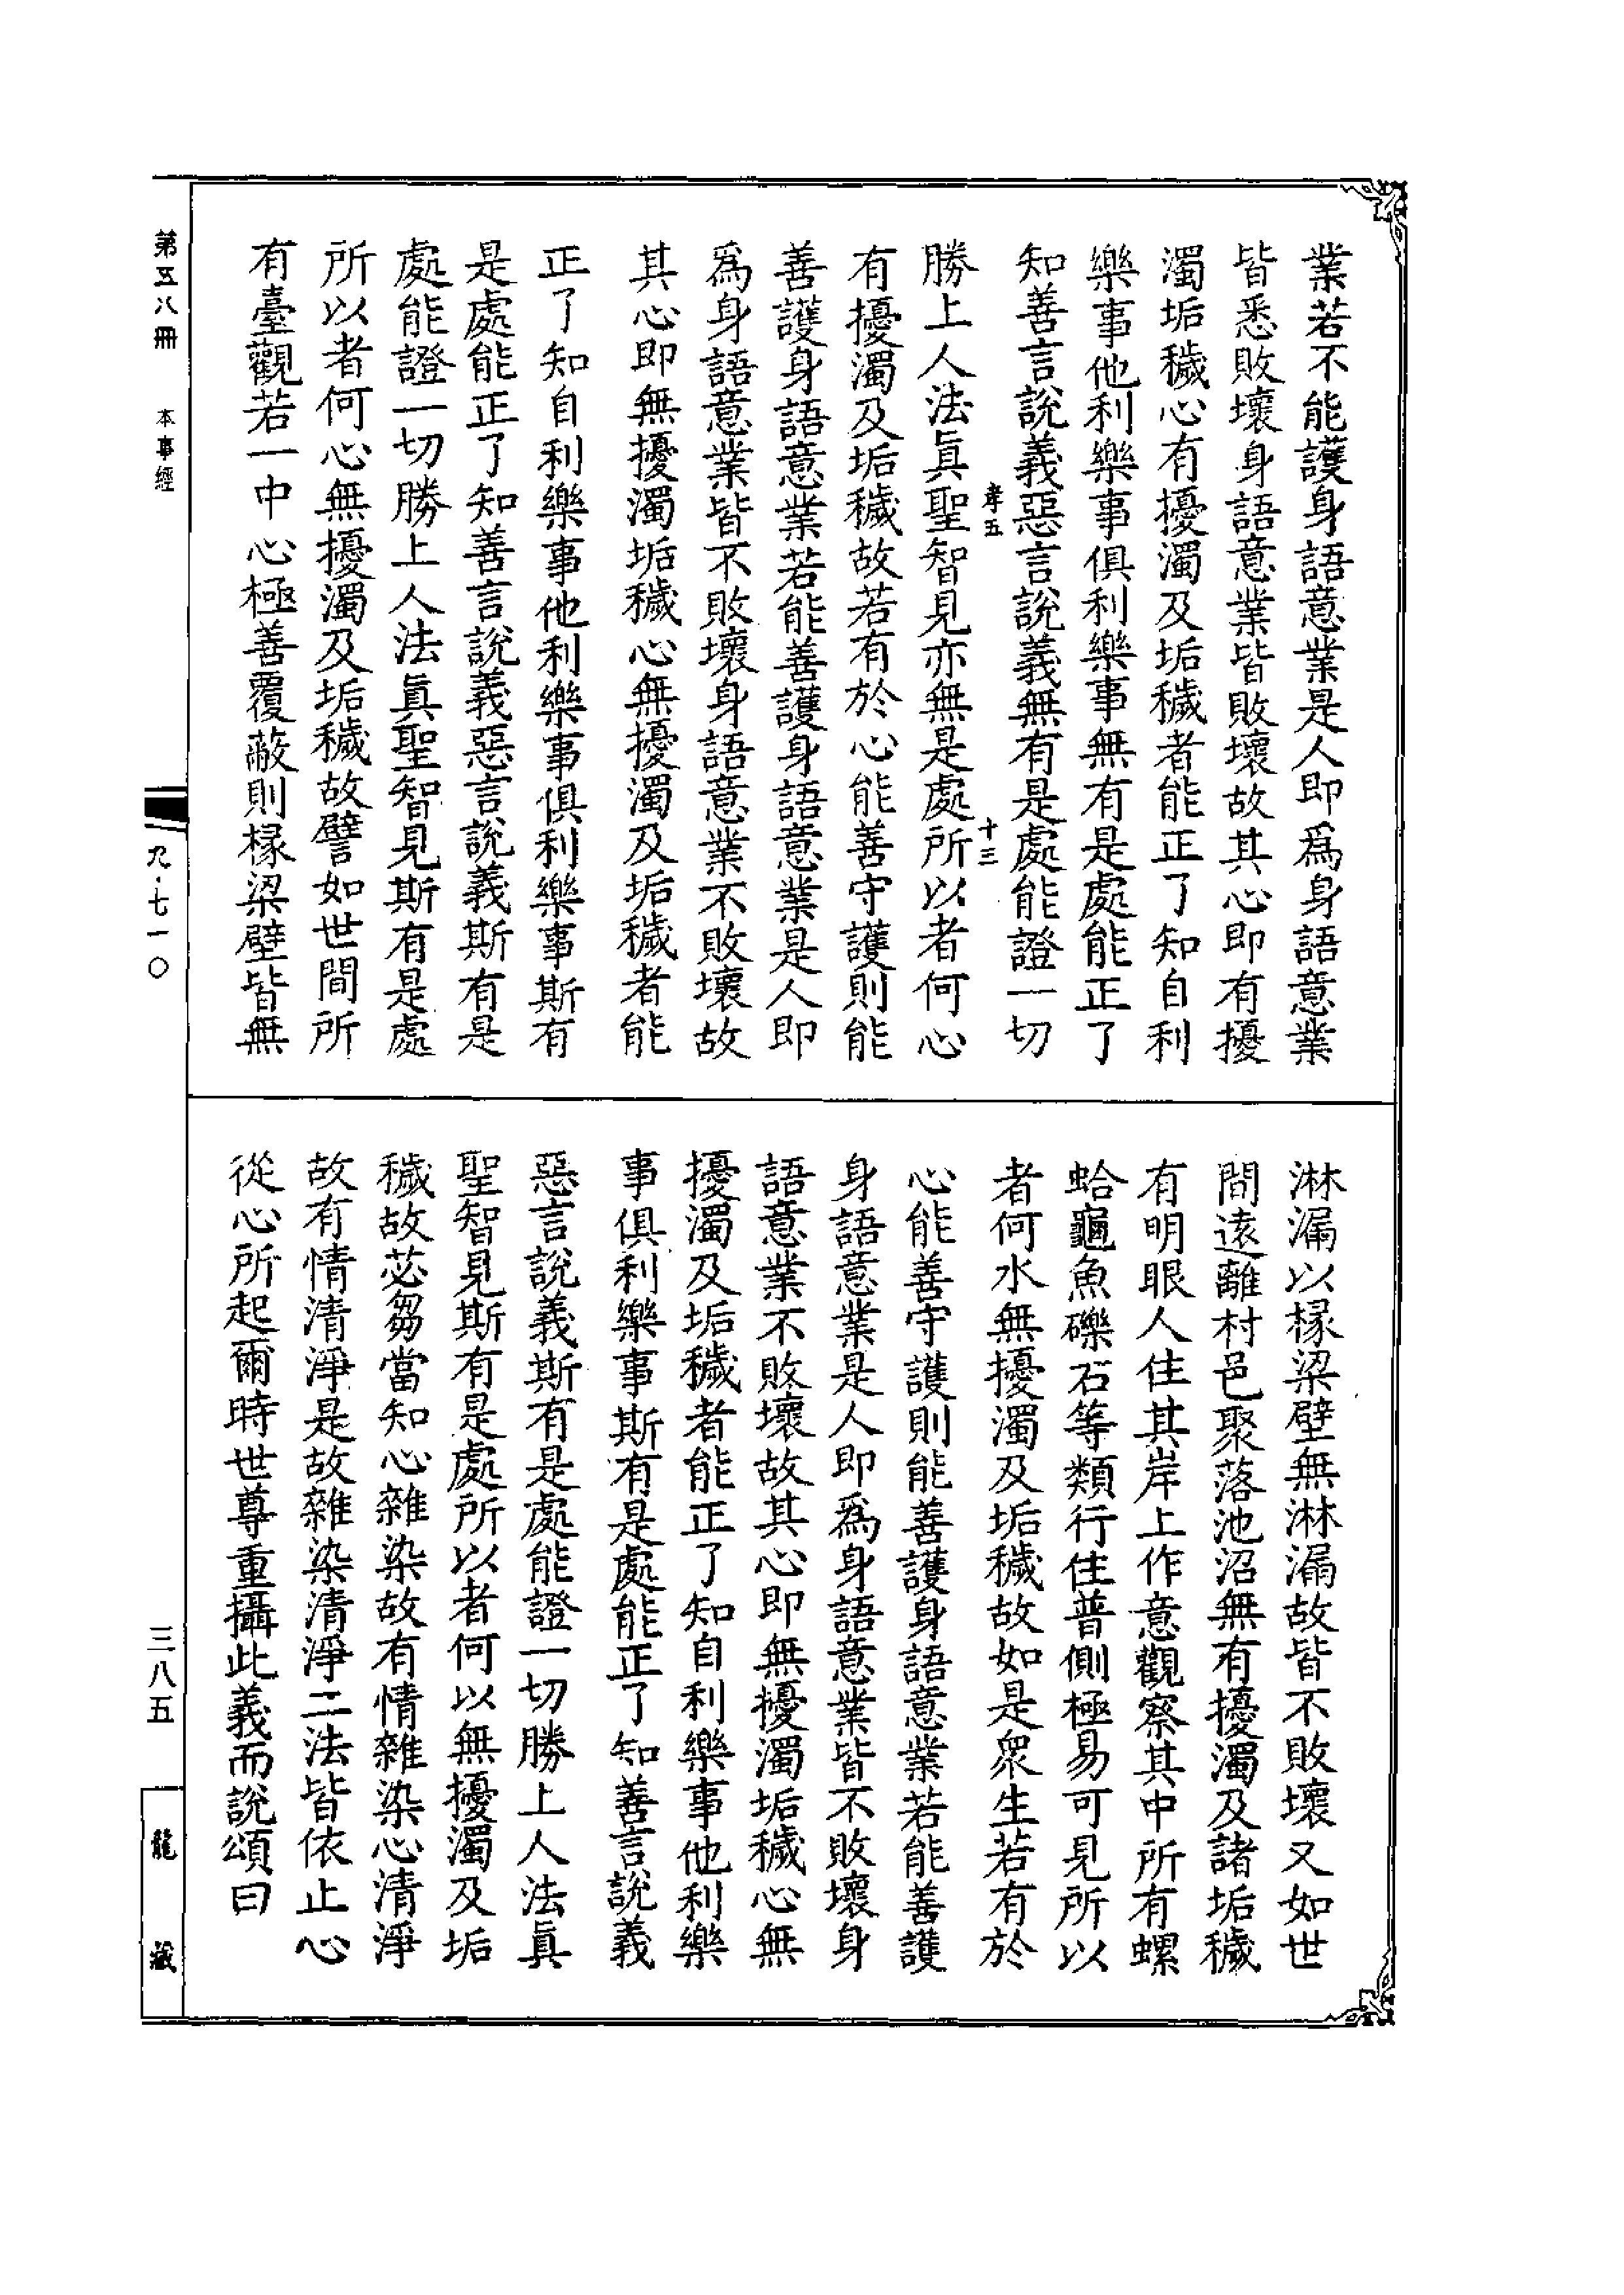 業若不能護身語意業是人即爲身語意業
皆悉敗壞身語意業皆敗壞故其心即有擾
濁垢穢心有擾濁及垢穢者能正了知自利
樂事他利樂事俱利樂事無有是處能正了
知善言說義惡言說義無有是處能證一切
勝上人法眞聖智見亦無是處所以者何心
有擾濁及垢穢故若有於心能善守護則能
善護身語意業若能善護身語意業是人即
爲身語意業皆不敗壞身語意業不敗壞故
其心即無擾濁垢穢心無擾濁及垢穢者能
正了知自利樂事他利樂事俱利樂事斯有
是處能正了知善言說義惡言說義斯有是
處能證一切勝上人法眞聖智見斯有是處
所以者何心無擾濁及垢穢故譬如世間所
有臺觀若一中心極善覆蔽則椽梁壁皆無
淋漏以椽梁壁無淋漏故皆不敗壞又如世
間遠離村邑聚落池沼無有擾濁及諸垢穢
有明眼人住其岸上作意觀察其中所有螺
蛤龜魚礫石等類行住普側極易可見所以
者何水無擾濁及垢穢故如是衆生若有於
心能善守護則能善護身語意業若能善護
身語意業是人即爲身語意業皆不敗壞身
語意業不敗壞故其心即無擾濁垢穢心無
擾濁及垢穢者能正了知自利樂事他利樂
事俱利樂事斯有是處能正了知善言說義
惡言說義斯有是處能證一切勝上人法眞
聖智見斯有是處所以者何以無擾濁及垢
穢故苾芻當知心雜染故有情雜染心清淨
故有情清淨是故雜染清淨二法皆依止心
從心所起爾時世尊重攝此義而說頌曰
第五八冊 本事經
九·七一〇
三八五
龍藏
五
十三